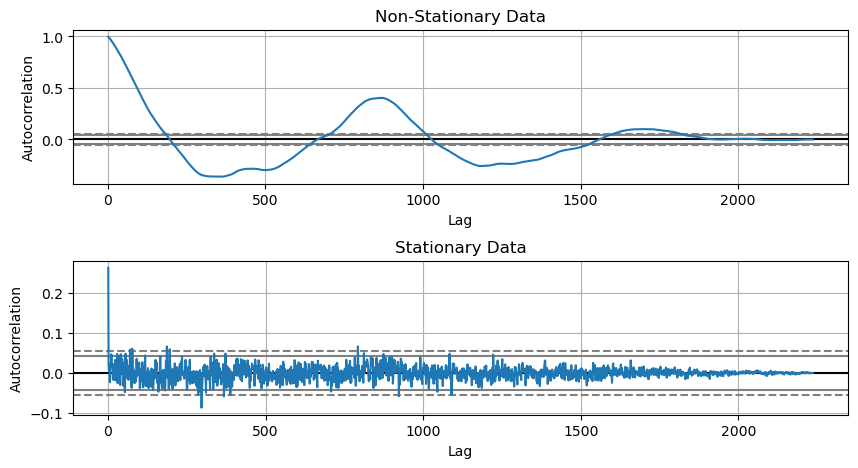 Non-Stationary Data
1.0
0.5
0.0
Autocorrelation
0
500
1000
1500
2000
Lag
Stationary Data
0.2
0.1
0.0
−0.1
Autocorrelation
0
500
1000
1500
2000
Lag